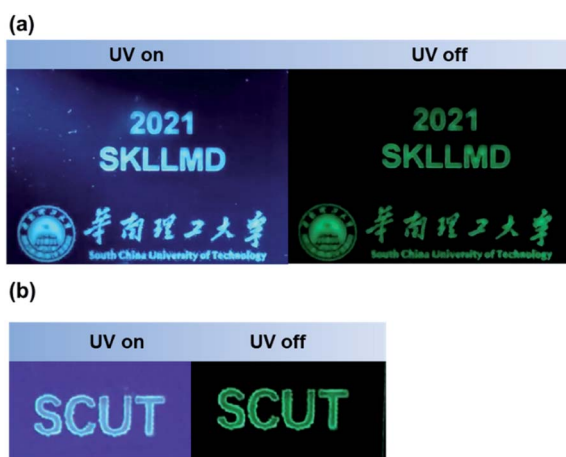 (a)
UV on
UV off
2021
SKLLMD
华南理工大学
South China University of Technology
2021
SKLLMD
华南理工大学
South China University of Technology
(b)
UV on
UV off
SCUT
SCUT